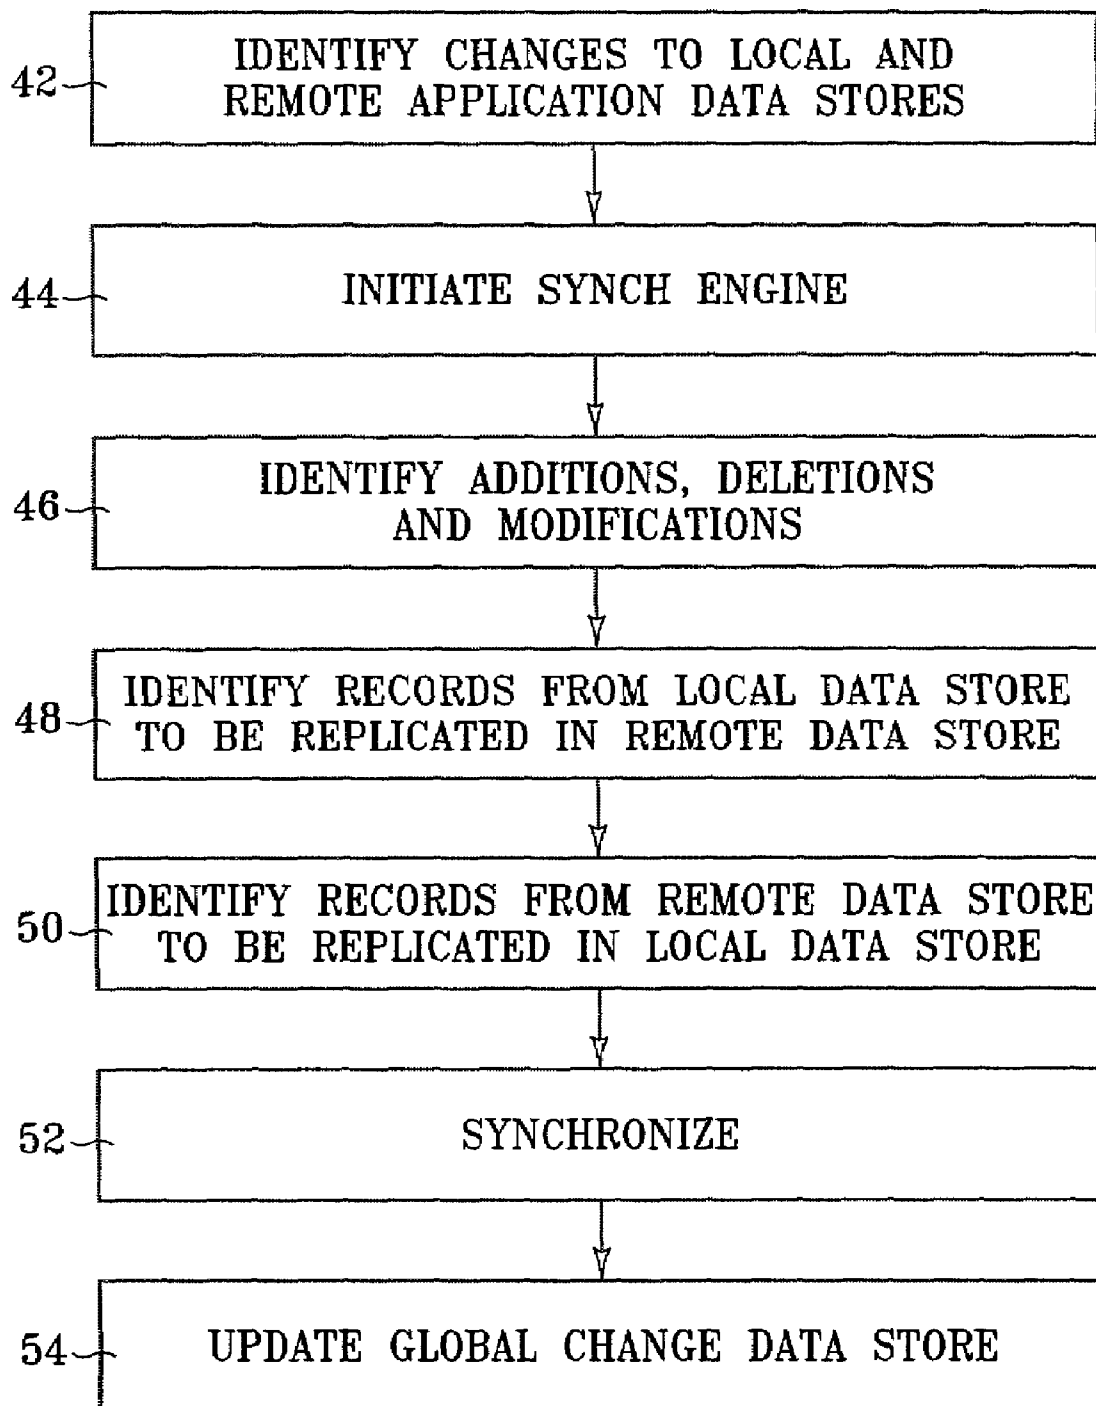 42
IDENTIFY CHANGES TO LOCAL AND
REMOTE APPLICATION DATA STORES
44
INITIATE SYNCH ENGINE
46
IDENTIFY ADDITIONS, DELETIONS
AND MODIFICATIONS
48
IDENTIFY RECORDS FROM LOCAL DATA STORE
TO BE REPLICATED IN REMOTE DATA STORE
50
IDENTIFY RECORDS FROM REMOTE DATA STORE
TO BE REPLICATED IN LOCAL DATA STORE
52
SYNCHRONIZE
54
UPDATE GLOBAL CHANGE DATA STORE